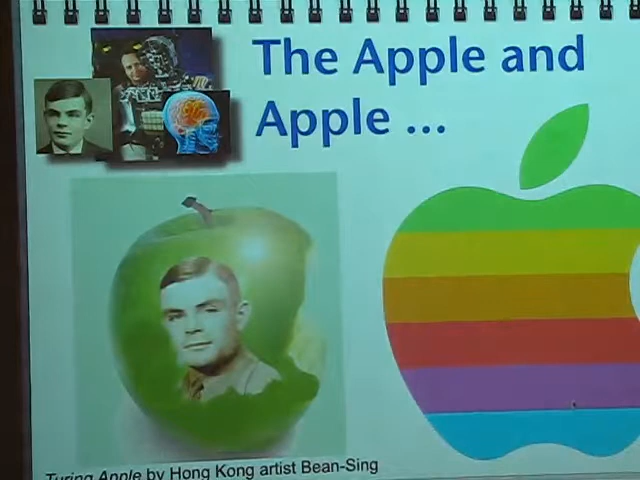 The Apple and
Apple ...
Turing Apple by Hong Kong artist Bean-Sing